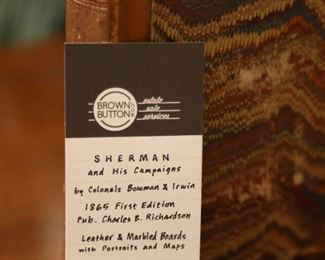 BROWN
BUTTON
.COM
estate
sale
services
SHERMAN
and His Campaigns
by Colonels Bowman & Irwin
1865 First Edition
Pub. Charles B. Richardson
Leather & Marbled Boards
with Portraits and Maps